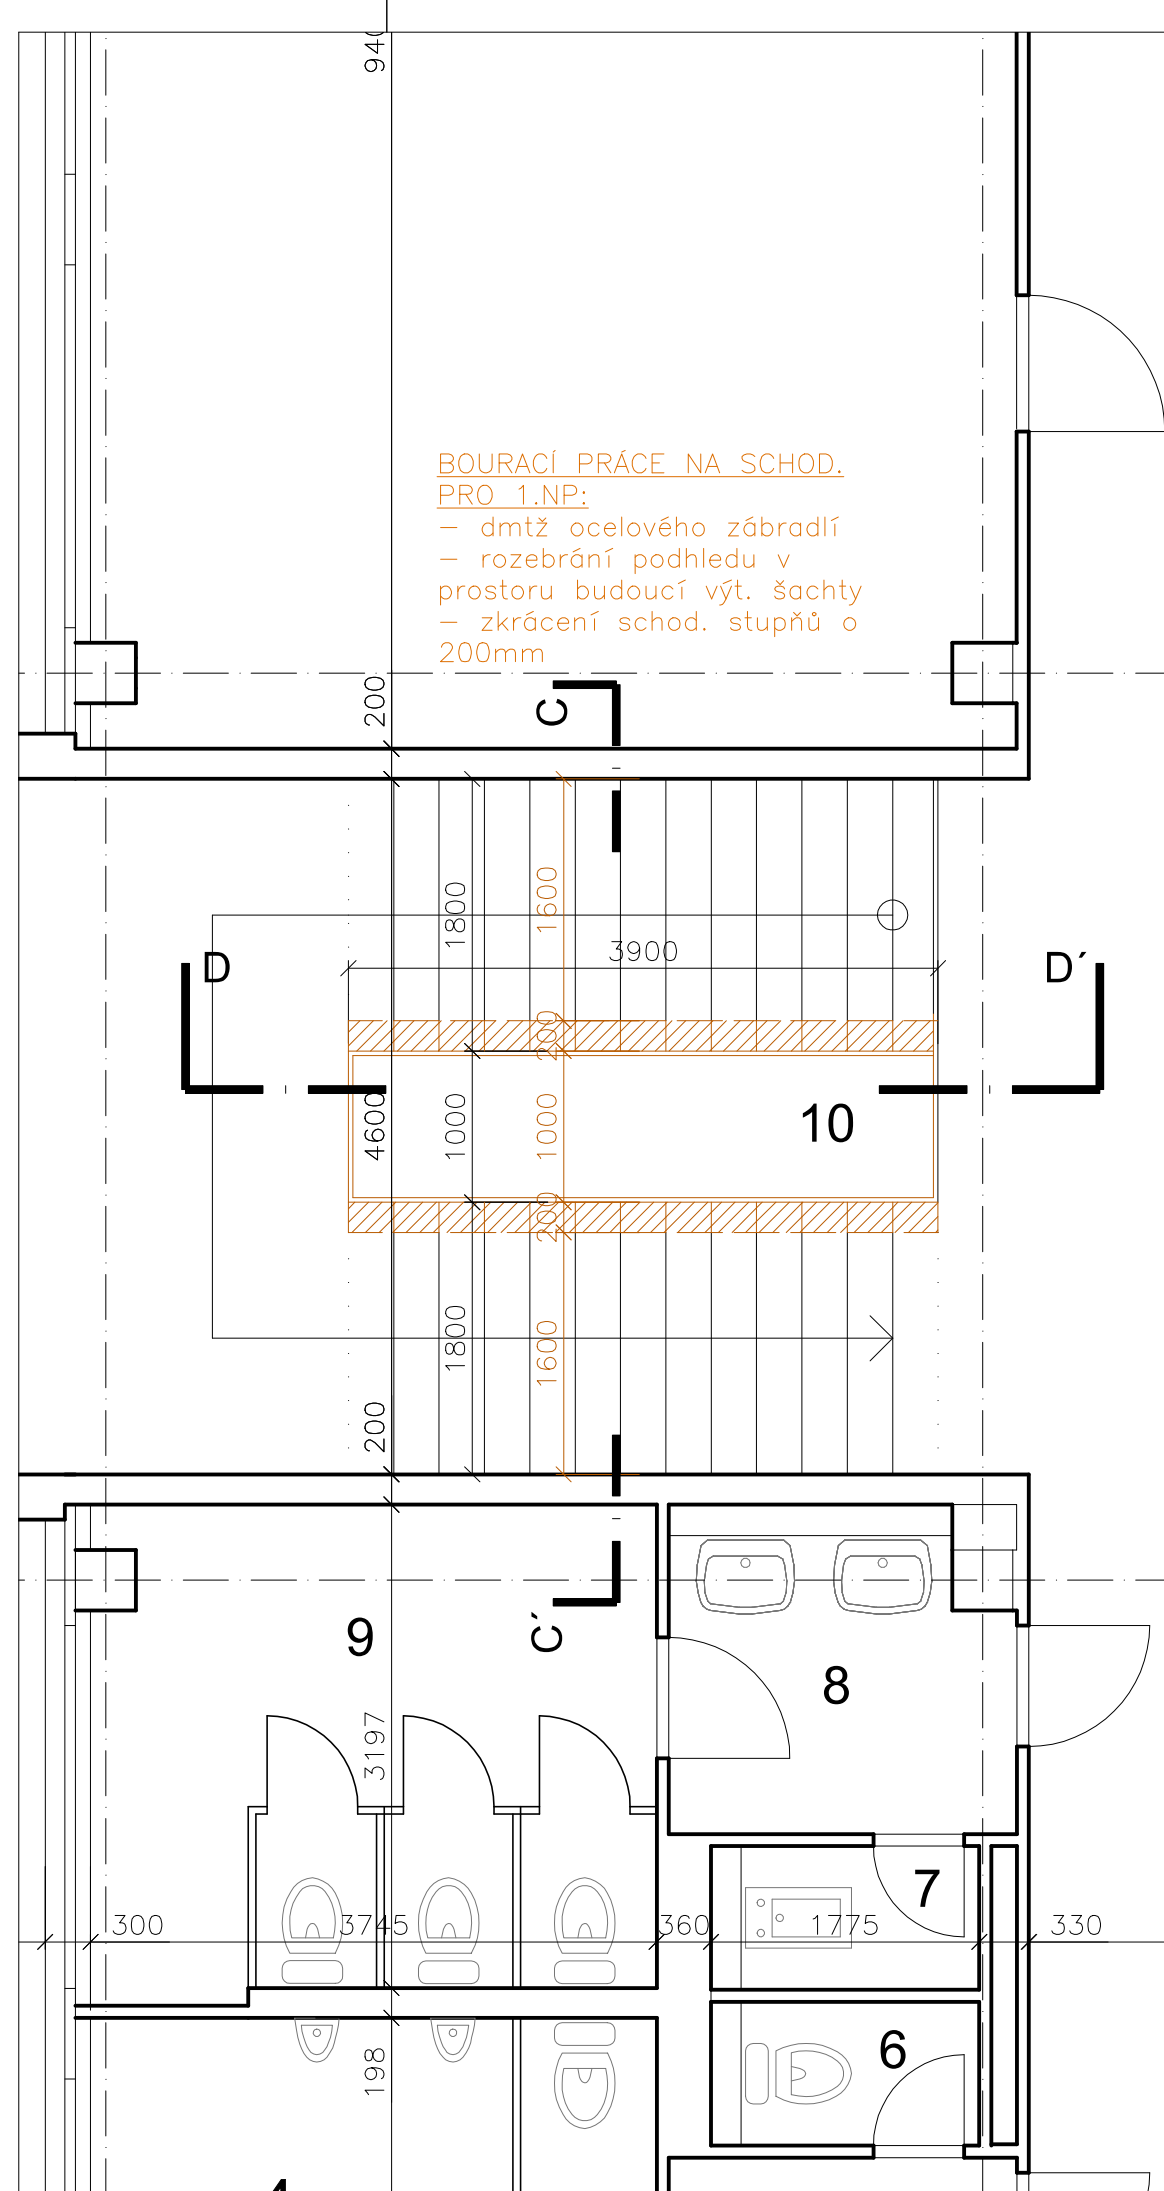 940
BOURACÍ PRÁCE NA SCHOD.
PRO 1.NP:
– dmtž ocelového zábradlí
– rozebrání podhledu v
prostoru budoucí výt. šachty
– zkrácení schod. stupňů o
200mm
200
C
1800
1600
3900
D
D´
200
4600
1000
1000
10
200
1800
1600
200
9
C´
8
3197
7
300
3745
360
1775
330
6
198